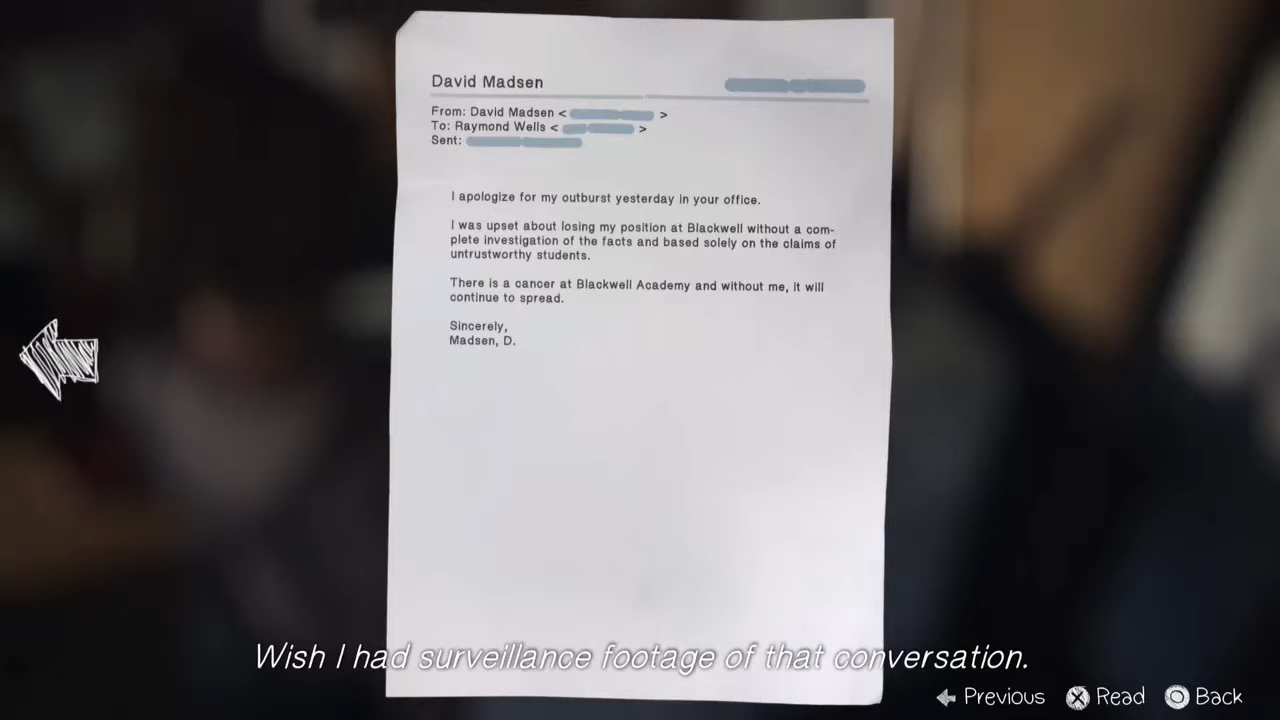 David Madsen
From: David Madsen < >
To: Raymond Wells < >
Sent:
I apologize for my outburst yesterday in your office.
I was upset about losing my position at Blackwell without a com-
plete investigation of the facts and based solely on the claims of
untrustworthy students.
There is a cancer at Blackwell Academy and without me, it will
continue to spread.
Sincerely,
Madsen, D.
Wish I had surveillance footage of that conversation.
Previous Read Back